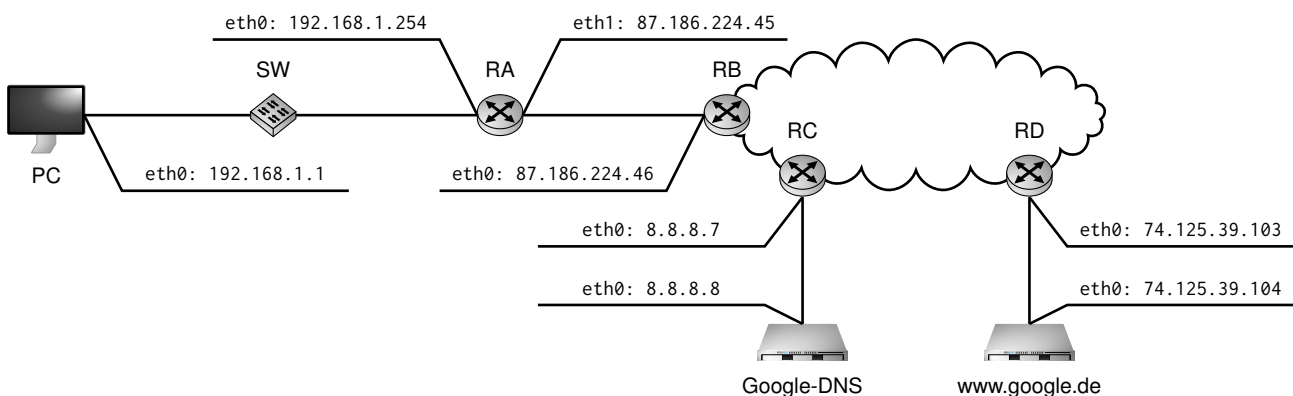 eth0: 192.168.1.254
eth1: 87.186.224.45
SW
RA
RB
RC
RD
PC
eth0: 192.168.1.1
eth0: 87.186.224.46
eth0: 8.8.8.7
eth0: 74.125.39.103
eth0: 8.8.8.8
eth0: 74.125.39.104
Google-DNS
www.google.de